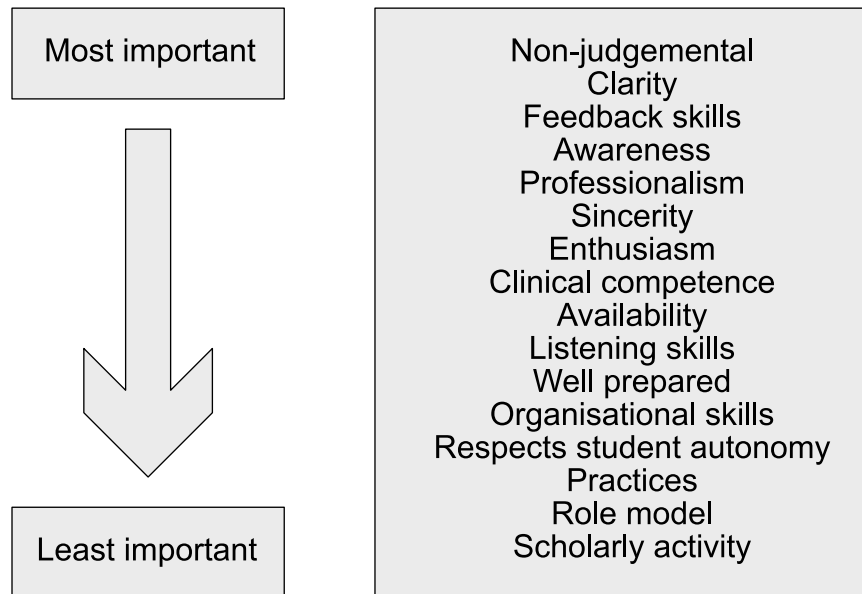 Most important
Least important
Non-judgemental
Clarity
Feedback skills
Awareness
Professionalism
Sincerity
Enthusiasm
Clinical competence
Availability
Listening skills
Well prepared
Organisational skills
Respects student autonomy
Practices
Role model
Scholarly activity